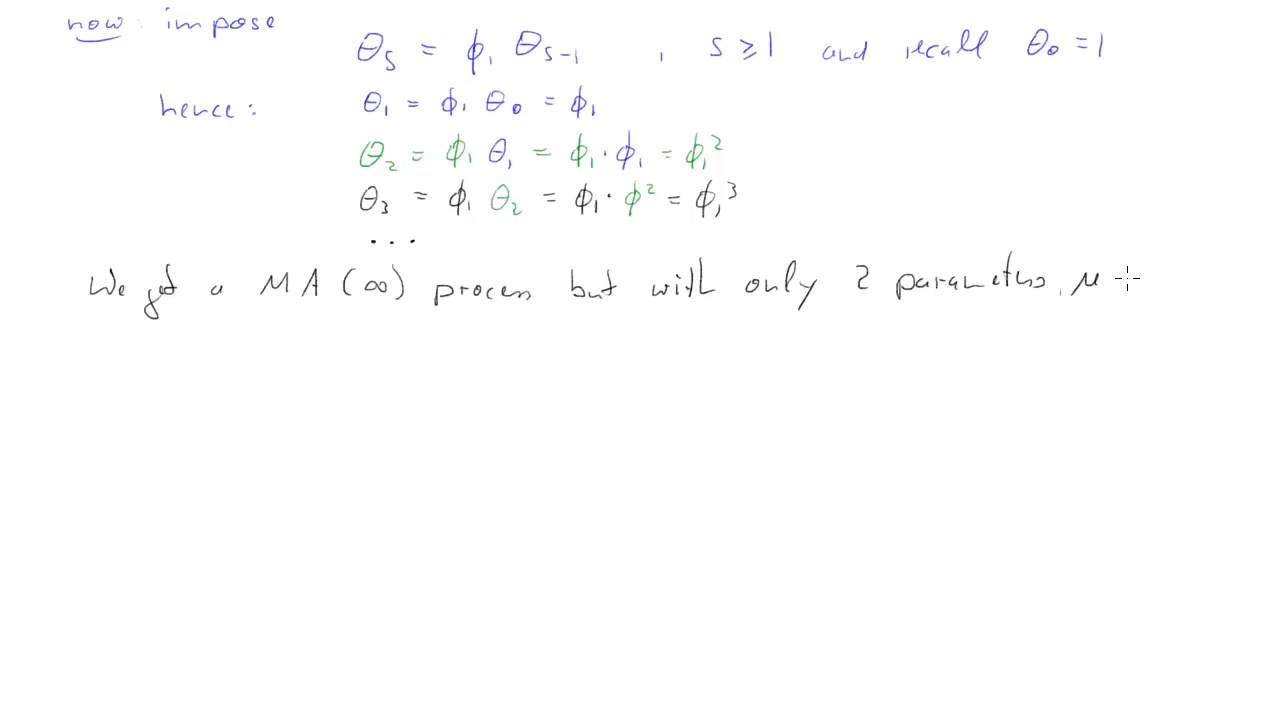 now: impose
θₛ = ϕ₁ θₛ₋₁ , s ≥ 1 and recall θ₀ = 1
hence: θ₁ = ϕ₁ θ₀ = ϕ₁
θ₂ = ϕ₁ θ₁ = ϕ₁ · ϕ₁ = ϕ₁²
θ₃ = ϕ₁ θ₂ = ϕ₁ · ϕ² = ϕ₁³
...
We get a MA (∞) process but with only 2 parameters, μ